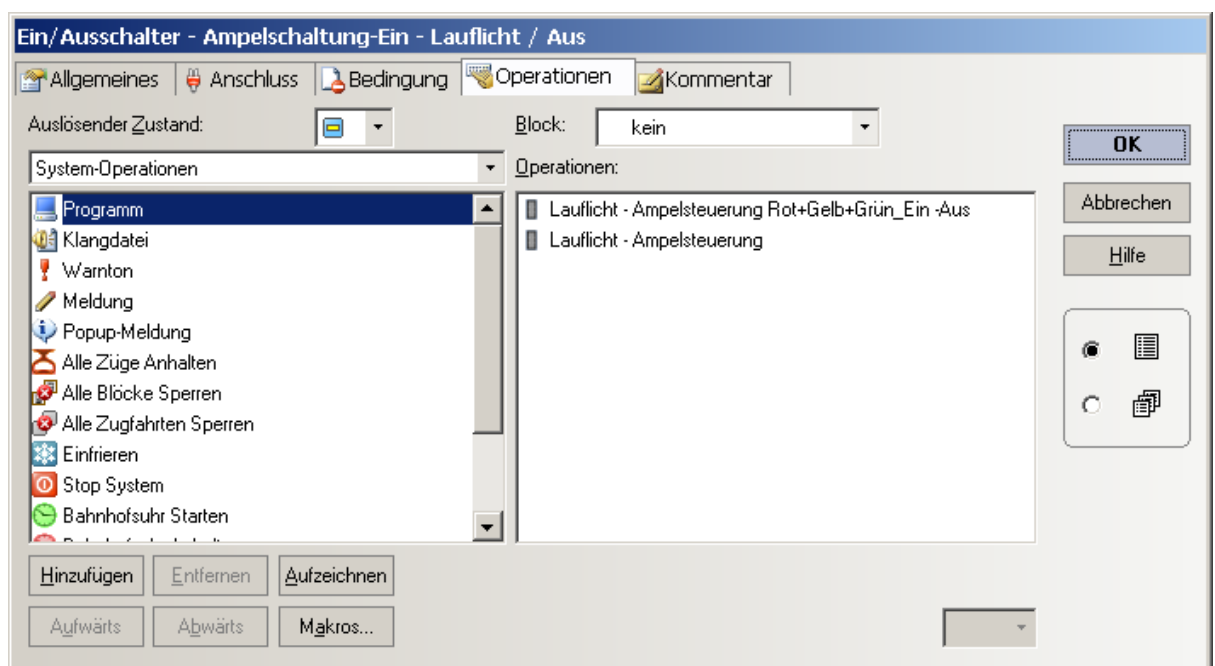 Ein/Ausschalter - Ampelschaltung-Ein - Lauflicht / Aus
Allgemeines Anschluss Bedingung Operationen Kommentar
Auslösender Zustand:
Block: kein
System-Operationen
Operationen:
Programm
Klangdatei
Warnton
Meldung
Popup-Meldung
Alle Züge Anhalten
Alle Blöcke Sperren
Alle Zugfahrten Sperren
Einfrieren
Stop System
Bahnhofsuhr Starten
Lauflicht - Ampelsteuerung Rot+Gelb+Grün_Ein -Aus
Lauflicht - Ampelsteuerung
OK
Abbrechen
Hilfe
Hinzufügen Entfernen Aufzeichnen
Aufwärts Abwärts Makros...